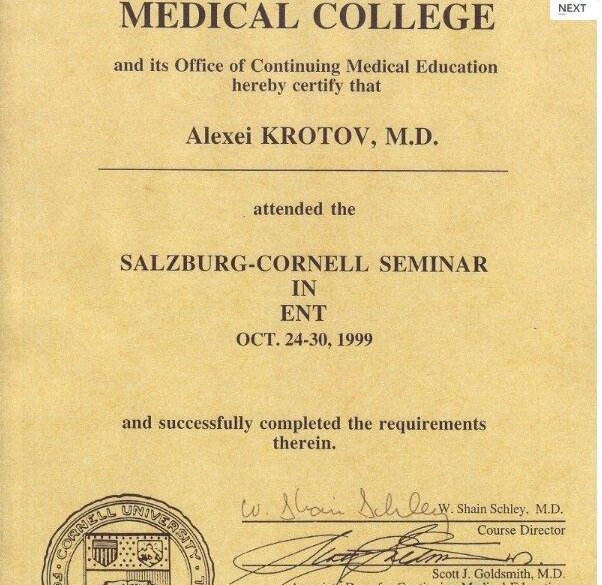 NEXT
MEDICAL COLLEGE
and its Office of Continuing Medical Education
hereby certify that
Alexei KROTOV, M.D.
attended the
SALZBURG-CORNELL SEMINAR
IN
ENT
OCT. 24-30, 1999
and successfully completed the requirements
therein.
W. Shain Schley
W. Shain Schley, M.D.
Course Director
Scott J. Goldsmith, M.D.
CORNELL UNIVERSITY